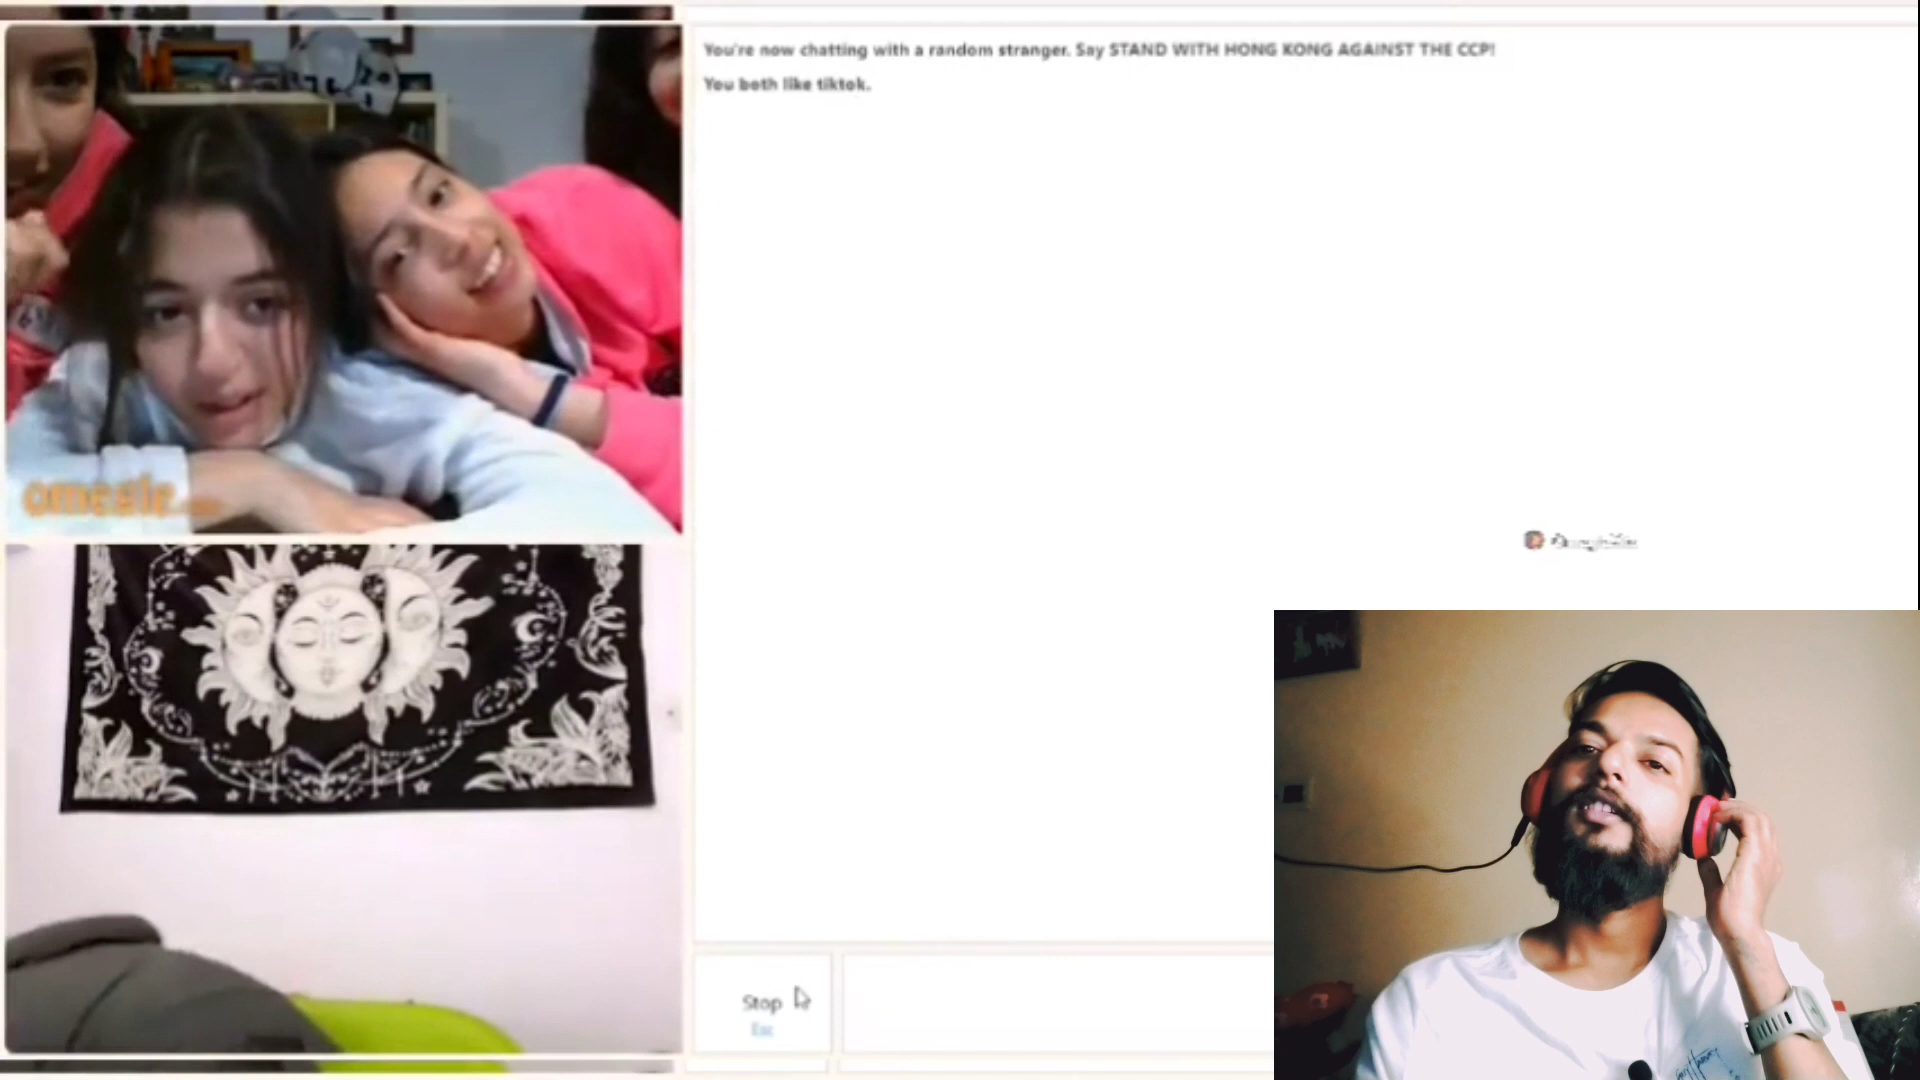 You're now chatting with a random stranger. Say STAND WITH HONG KONG AGAINST THE CCP!
You both like tiktok.
omegle
Stop
Esc